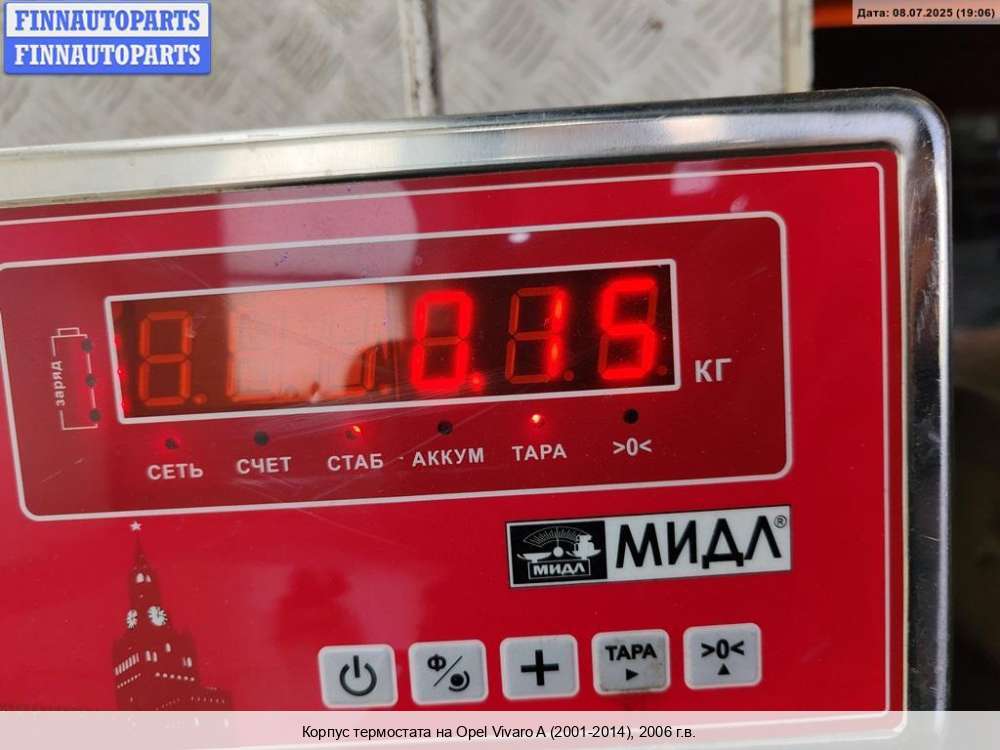 FINNAUTOPARTS
FINNAUTOPARTS
Дата: 08.07.2025 (19:06)
заряд
0.15
КГ
СЕТЬ СЧЕТ СТАБ АККУМ ТАРА >0<
МИДЛ
МИДЛ®
Ф/ + ТАРА >0<
Корпус термостата на Opel Vivaro A (2001-2014), 2006 г.в.